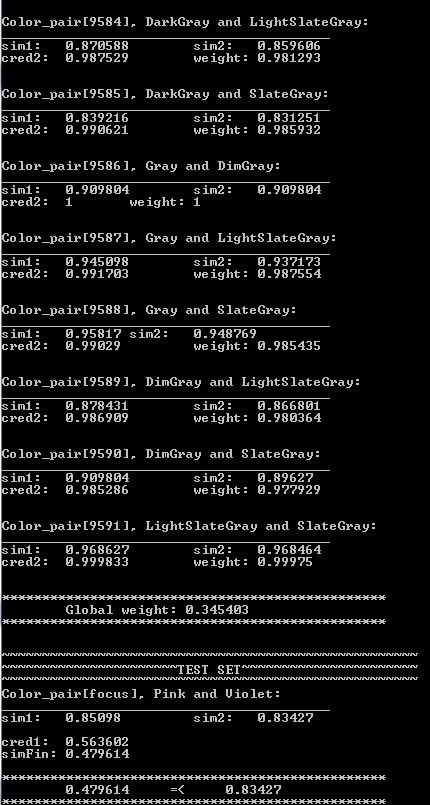 Color_pair[9584], DarkGray and LightSlateGray:
sim1: 0.870588 sim2: 0.859606
cred2: 0.987529 weight: 0.981293
Color_pair[9585], DarkGray and SlateGray:
sim1: 0.839216 sim2: 0.831251
cred2: 0.990621 weight: 0.985932
Color_pair[9586], Gray and DimGray:
sim1: 0.909804 sim2: 0.909804
cred2: 1 weight: 1
Color_pair[9587], Gray and LightSlateGray:
sim1: 0.945098 sim2: 0.937173
cred2: 0.991703 weight: 0.987554
Color_pair[9588], Gray and SlateGray:
sim1: 0.95817 sim2: 0.948769
cred2: 0.99029 weight: 0.985435
Color_pair[9589], DimGray and LightSlateGray:
sim1: 0.878431 sim2: 0.866801
cred2: 0.986909 weight: 0.980364
Color_pair[9590], DimGray and SlateGray:
sim1: 0.909804 sim2: 0.89627
cred2: 0.985286 weight: 0.977929
Color_pair[9591], LightSlateGray and SlateGray:
sim1: 0.968627 sim2: 0.968464
cred2: 0.999833 weight: 0.99975
************************************************
Global weight: 0.345403
************************************************
~~~~~~~~~~~~~~~~~~~~~~~~~~~~~~~~~~~~~~~~~~~~~~~~~~~~
~~~~~~~~~~~~~~~~~~~~~~TEST SET~~~~~~~~~~~~~~~~~~~~~~
~~~~~~~~~~~~~~~~~~~~~~~~~~~~~~~~~~~~~~~~~~~~~~~~~~~~
Color_pair[focus], Pink and Violet:
sim1: 0.85098 sim2: 0.83427
cred1: 0.563602
simFin: 0.479614
************************************************
0.479614 =< 0.83427
************************************************